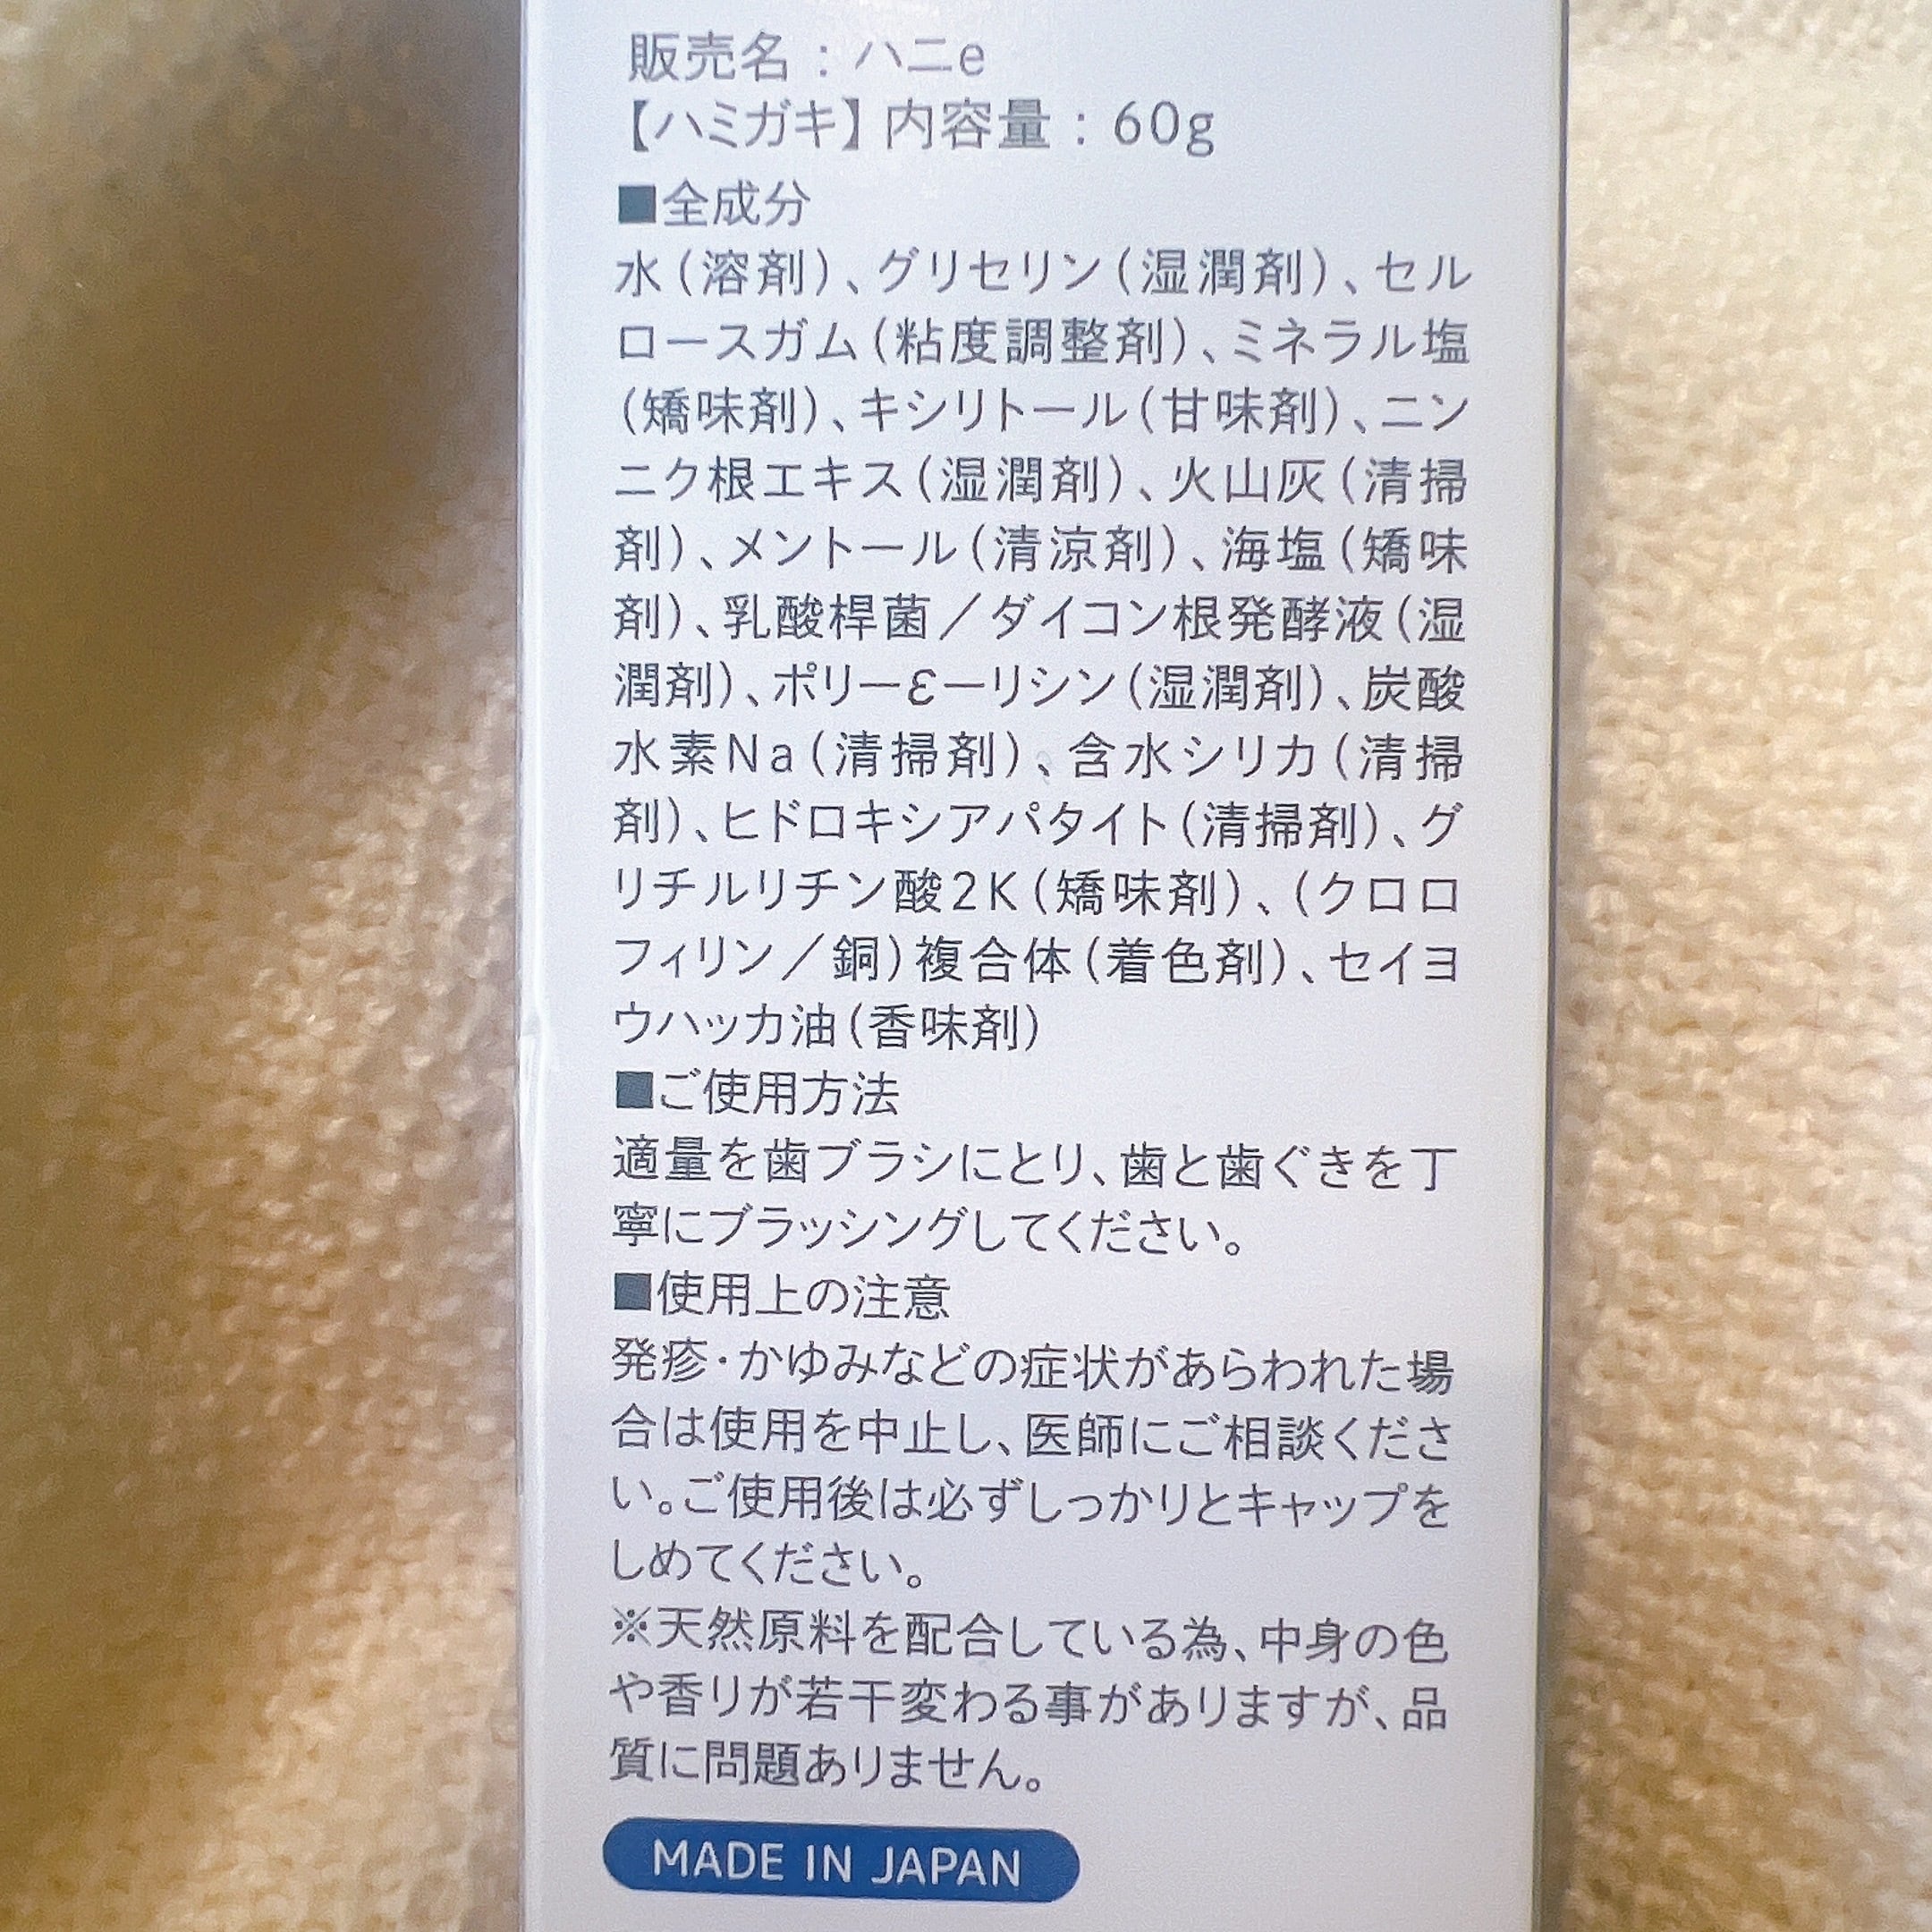 販売名：ハニe
【ハミガキ】内容量：60g
■全成分
水(溶剤)、グリセリン(湿潤剤)、セル
ロースガム(粘度調整剤)、ミネラル塩
(矯味剤)、キシリトール(甘味剤)、ニン
ニク根エキス(湿潤剤)、火山灰(清掃
剤)、メントール(清涼剤)、海塩(矯味
剤)、乳酸桿菌／ダイコン根発酵液(湿
潤剤)、ポリーεーリシン(湿潤剤)、炭酸
水素Na(清掃剤)、含水シリカ(清掃
剤)、ヒドロキシアパタイト(清掃剤)、グ
リチルリチン酸2K(矯味剤)、(クロロ
フィリン／銅)複合体(着色剤)、セイヨ
ウハッカ油(香味剤)
■ご使用方法
適量を歯ブラシにとり、歯と歯ぐきを丁
寧にブラッシングしてください。
■使用上の注意
発疹・かゆみなどの症状があらわれた場
合は使用を中止し、医師にご相談くださ
い。ご使用後は必ずしっかりとキャップを
しめてください。
※天然原料を配合している為、中身の色
や香りが若干変わる事がありますが、品
質に問題ありません。
MADE IN JAPAN